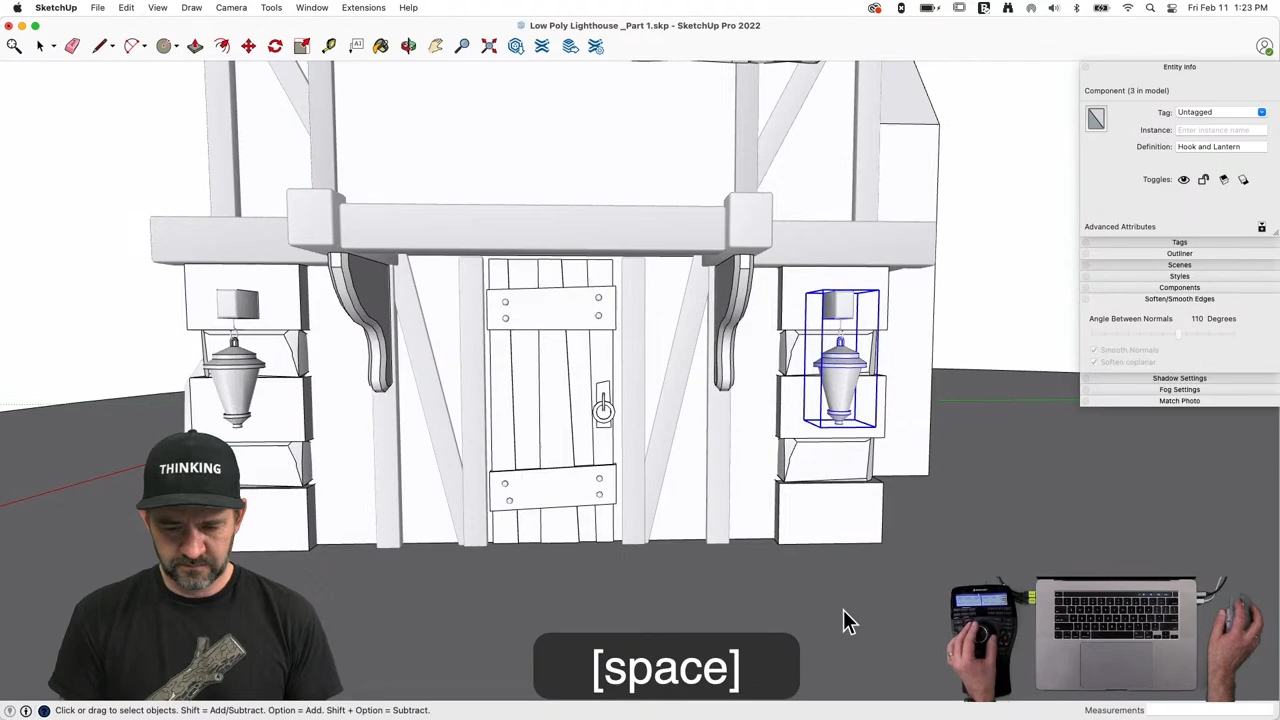 SketchUp File Edit View Draw Camera Tools Window Extensions Help Fri Feb 11 1:23 PM
Low Poly Lighthouse _Part 1.skp - SketchUp Pro 2022
Entity Info
Component (3 in model)
Tag: Untagged
Instance: Enter instance name
Definition: Hook and Lantern
Toggles:
Advanced Attributes
Tags
Outliner
Scenes
Styles
Components
Soften/Smooth Edges
Angle Between Normals 110 Degrees
Smooth Normals
Soften coplanar
Shadow Settings
Fog Settings
Match Photo
THINKING
[space]
Click or drag to select objects. Shift = Add/Subtract. Option = Add. Shift + Option = Subtract. Measurements